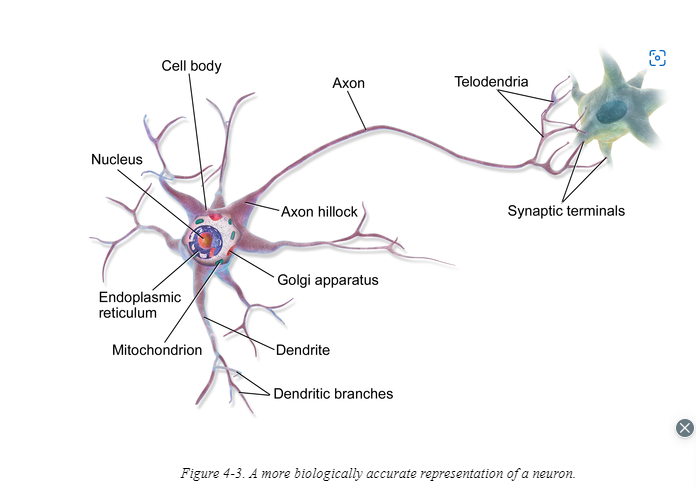 Cell body
Axon
Telodendria
Nucleus
Axon hillock
Synaptic terminals
Golgi apparatus
Endoplasmic
reticulum
Mitochondrion
Dendrite
Dendritic branches
Figure 4-3. A more biologically accurate representation of a neuron.